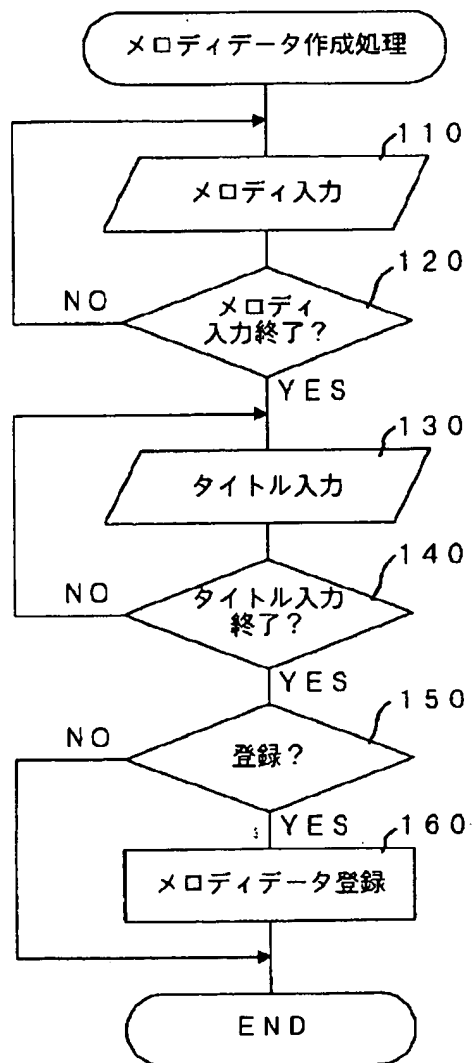 メロディデータ作成処理
110
メロディ入力
120
メロディ
入力終了?
NO
YES
130
タイトル入力
140
タイトル入力
終了?
NO
YES
150
登録?
NO
YES
160
メロディデータ登録
END